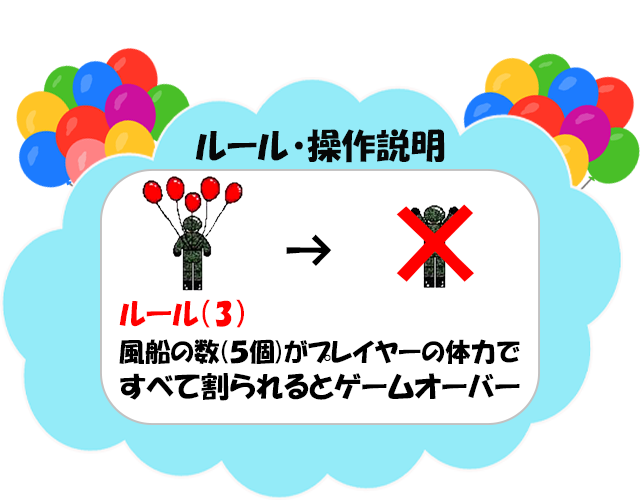 ルール・操作説明
→
ルール(3)
風船の数(5個)がプレイヤーの体力で
すべて割られるとゲームオーバー